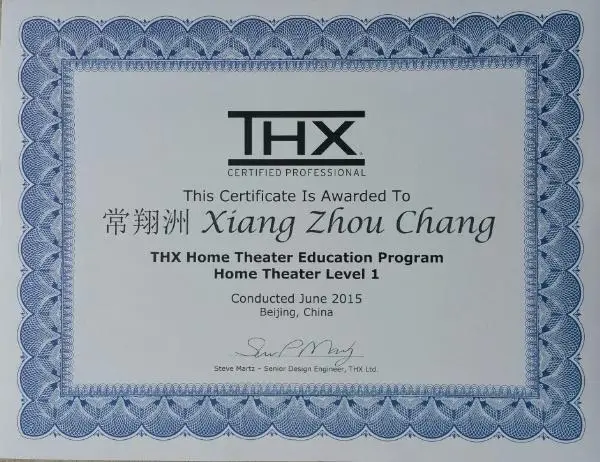 THX
CERTIFIED PROFESSIONAL
This Certificate Is Awarded To
常翔洲 Xiang Zhou Chang
THX Home Theater Education Program
Home Theater Level 1
Conducted June 2015
Beijing, China
Steve Martz – Senior Design Engineer, THX Ltd.